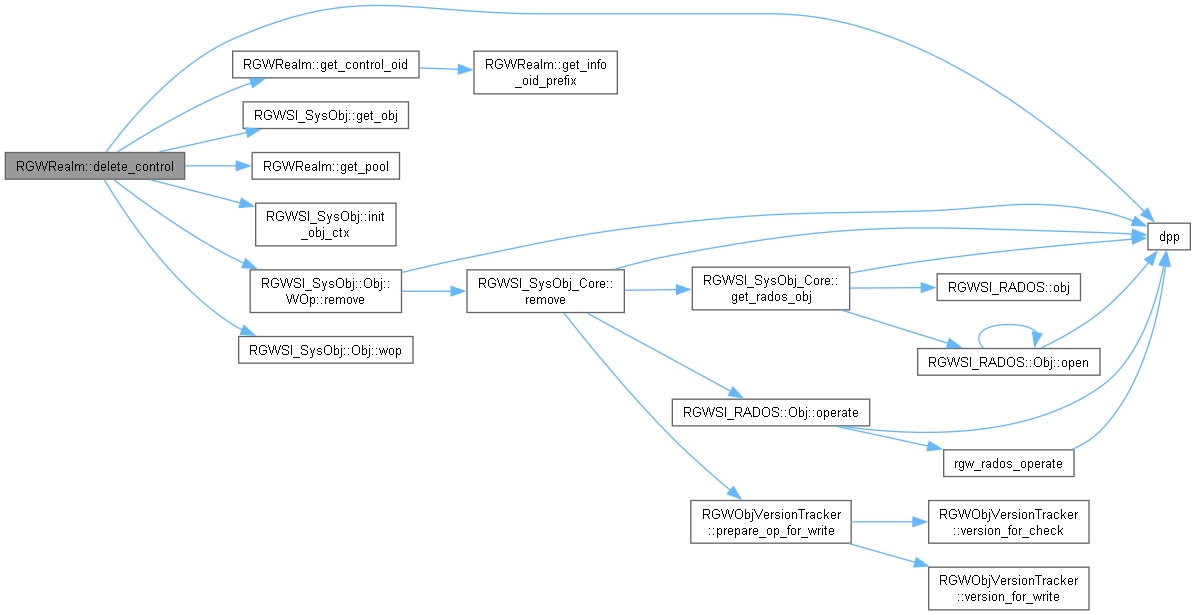 RGWRealm::delete_control
RGWRealm::get_control_oid
RGWRealm::get_info
_oid_prefix
RGWSI_SysObj::get_obj
RGWRealm::get_pool
RGWSI_SysObj::init
_obj_ctx
RGWSI_SysObj::Obj::
WOp::remove
RGWSI_SysObj::Obj::wop
RGWSI_SysObj_Core::
remove
RGWSI_SysObj_Core::
get_rados_obj
RGWSI_RADOS::obj
RGWSI_RADOS::Obj::open
RGWSI_RADOS::Obj::operate
rgw_rados_operate
RGWObjVersionTracker
::prepare_op_for_write
RGWObjVersionTracker
::version_for_check
RGWObjVersionTracker
::version_for_write
dpp